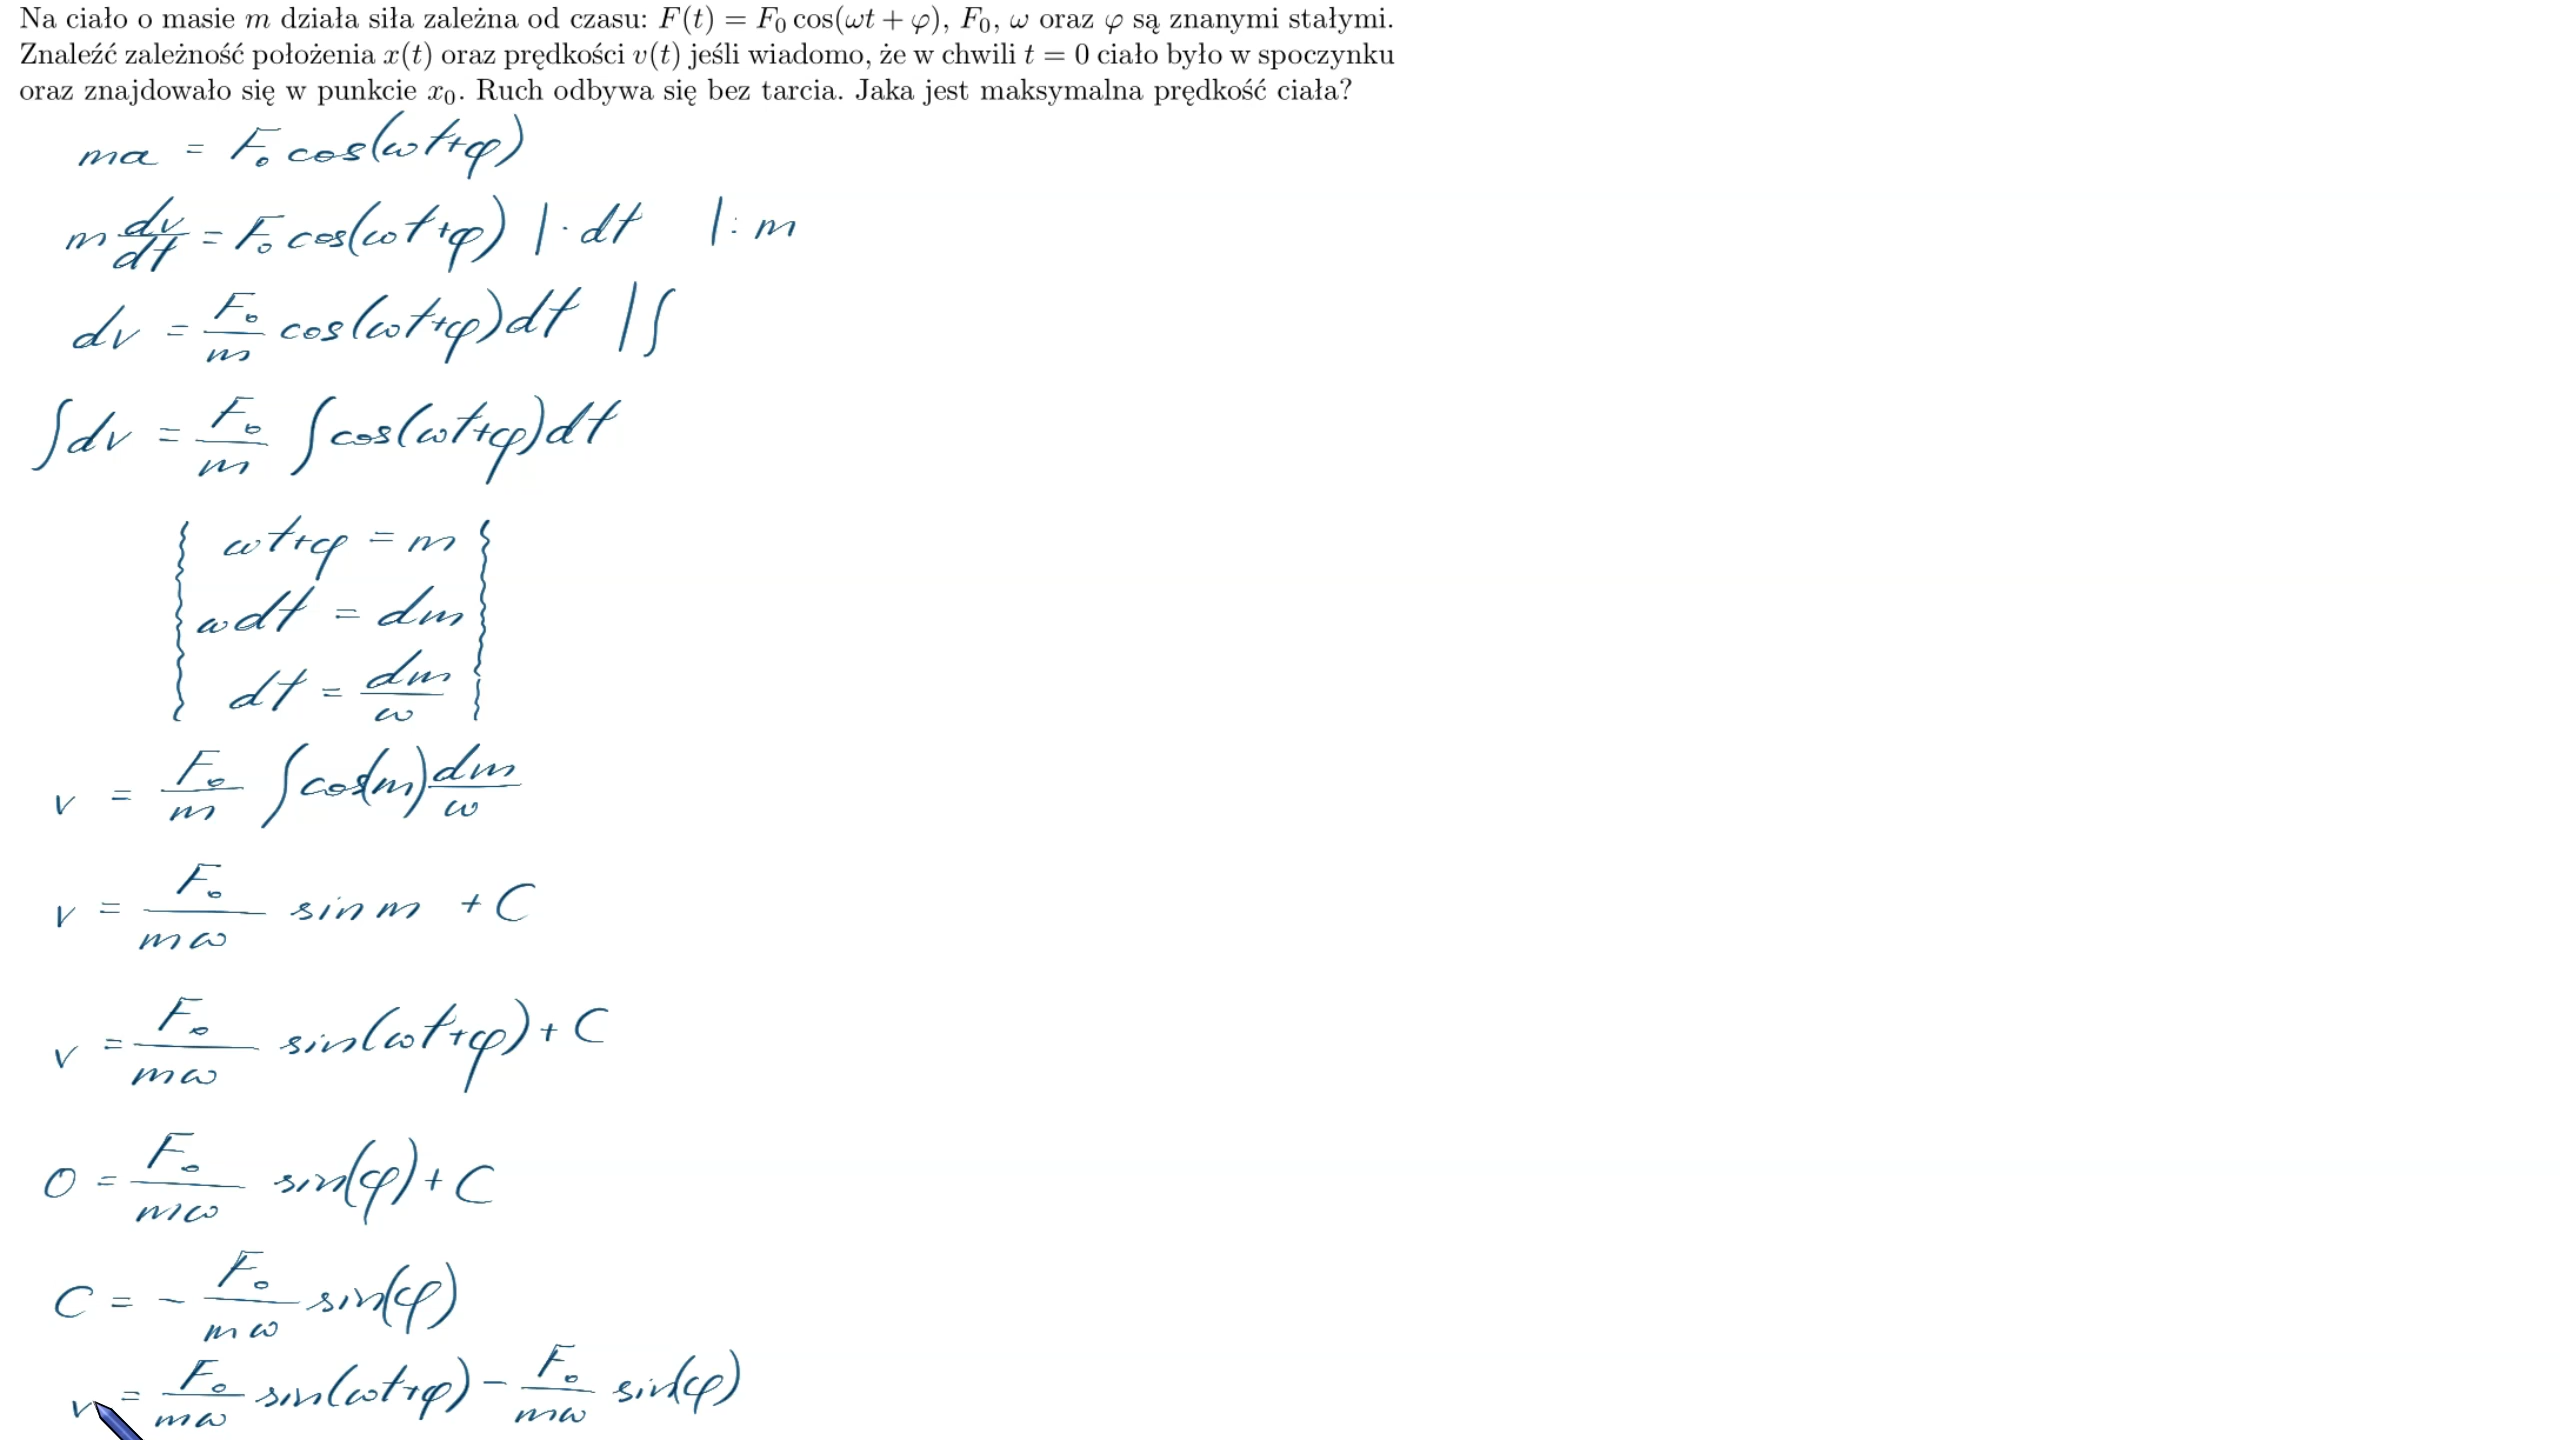 Na ciało o masie m działa siła zależna od czasu: F(t) = F₀ cos(ωt + φ), F₀, ω oraz φ są znanymi stałymi.
Znaleźć zależność położenia x(t) oraz prędkości v(t) jeśli wiadomo, że w chwili t = 0 ciało było w spoczynku
oraz znajdowało się w punkcie x₀. Ruch odbywa się bez tarcia. Jaka jest maksymalna prędkość ciała?
ma = F₀ cos(ωt+φ)
m dv/dt = F₀ cos(ωt+φ) | · dt |: m
dv = F₀/m cos(ωt+φ)dt | ∫
∫dv = F₀/m ∫cos(ωt+φ)dt
{ ωt+φ = m }
ωdt = dm
dt = dm/ω
v = F₀/m ∫cos(m) dm/ω
v = F₀/mω sin m + C
v = F₀/mω sin(ωt+φ) + C
0 = F₀/mω sin(φ) + C
C = - F₀/mω sin(φ)
v = F₀/mω sin(ωt+φ) - F₀/mω sin(φ)